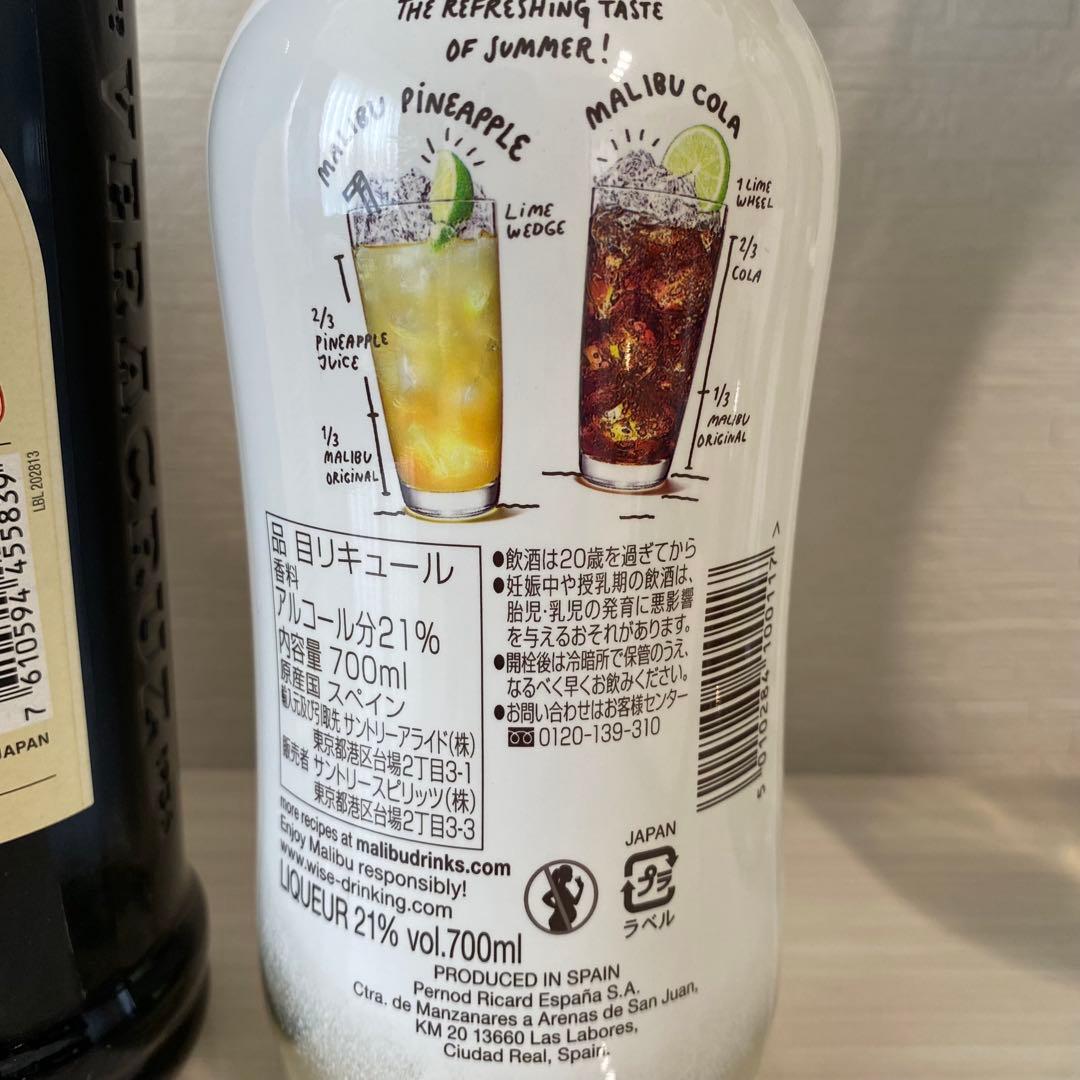 THE REFRESHING TASTE
OF SUMMER!
MALIBU PINEAPPLE
LIME
WEDGE
2/3
PINEAPPLE
JUICE
1/3
MALIBU
ORIGINAL
MALIBU COLA
1 LIME
WHEEL
2/3
COLA
1/3
MALIBU
ORIGINAL
品 目リキュール
香料
アルコール分21%
内容量 700ml
原産国 スペイン
輸入元及び引取先 サントリーアライド(株)
東京都港区台場2丁目3-1
販売者 サントリースピリッツ(株)
東京都港区台場2丁目3-3
●飲酒は20歳を過ぎてから
●妊娠中や授乳期の飲酒は、
胎児・乳児の発育に悪影響
を与えるおそれがあります。
●開栓後は冷暗所で保管のうえ、
なるべく早くお飲みください。
●お問い合わせはお客様センター
0120-139-310
5 010284 100117 >
more recipes at malibudrinks.com
Enjoy Malibu responsibly!
www.wise-drinking.com
LIQUEUR 21% vol.700ml
JAPAN
プラ
ラベル
PRODUCED IN SPAIN
Pernod Ricard España S.A.
Ctra. de Manzanares a Arenas de San Juan,
KM 20 13660 Las Labores,
Ciudad Real, Spain.
LBL 202813
7 610594 455839
JAPAN